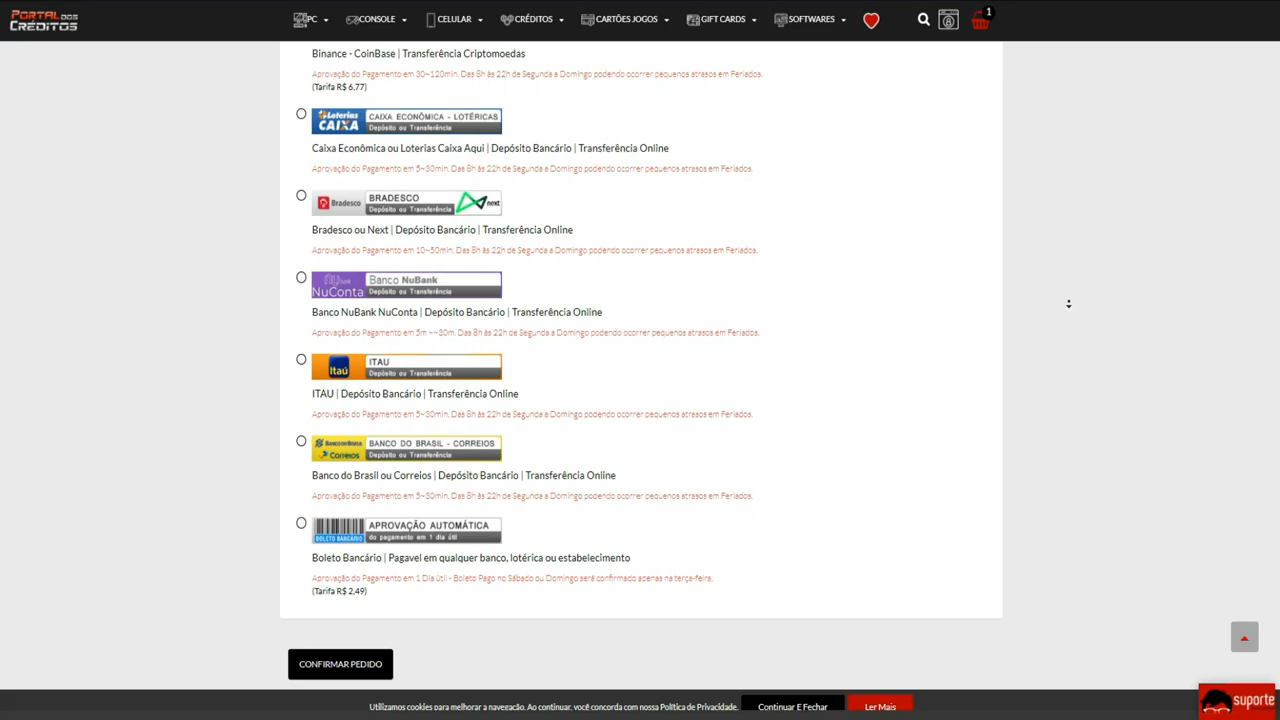 PORTAL DOS CRÉDITOS
PC
CONSOLE
CELULAR
CRÉDITOS
CARTÕES JOGOS
GIFT CARDS
SOFTWARES
1
Binance - CoinBase | Transferência Criptomoedas
Aprovação do Pagamento em 30~120min. Das 8h às 22h de Segunda a Domingo podendo ocorrer pequenos atrasos em Feriados.
(Tarifa R$ 6,77)
Loterias CAIXA
CAIXA ECONÔMICA - LOTÉRICAS
Depósito ou Transferência
Caixa Econômica ou Loterias Caixa Aqui | Depósito Bancário | Transferência Online
Aprovação do Pagamento em 5~30min. Das 8h às 22h de Segunda a Domingo podendo ocorrer pequenos atrasos em Feriados.
Bradesco
BRADESCO
Depósito ou Transferência
next
Bradesco ou Next | Depósito Bancário | Transferência Online
Aprovação do Pagamento em 10~50min. Das 8h às 22h de Segunda a Domingo podendo ocorrer pequenos atrasos em Feriados.
NuConta
Banco NuBank
Depósito ou Transferência
Banco NuBank NuConta | Depósito Bancário | Transferência Online
Aprovação do Pagamento em 5m ~~30m. Das 8h às 22h de Segunda a Domingo podendo ocorrer pequenos atrasos em Feriados.
Itaú
ITAU
Depósito ou Transferência
ITAU | Depósito Bancário | Transferência Online
Aprovação do Pagamento em 5~30min. Das 8h às 22h de Segunda a Domingo podendo ocorrer pequenos atrasos em Feriados.
BANCO DO BRASIL
Correios
BANCO DO BRASIL - CORREIOS
Depósito ou Transferência
Banco do Brasil ou Correios | Depósito Bancário | Transferência Online
Aprovação do Pagamento em 5~30min. Das 8h às 22h de Segunda a Domingo podendo ocorrer pequenos atrasos em Feriados.
BOLETO BANCÁRIO
APROVAÇÃO AUTOMÁTICA
do pagamento em 1 dia útil
Boleto Bancário | Pagavel em qualquer banco, lotérica ou estabelecimento
Aprovação do Pagamento em 1 Dia útil - Boleto Pago no Sábado ou Domingo será confirmado apenas na terça-feira.
(Tarifa R$ 2,49)
CONFIRMAR PEDIDO
Utilizamos cookies para melhorar a navegação. Ao continuar, você concorda com nossa Política de Privacidade.
Continuar E Fechar
Ler Mais
suporte